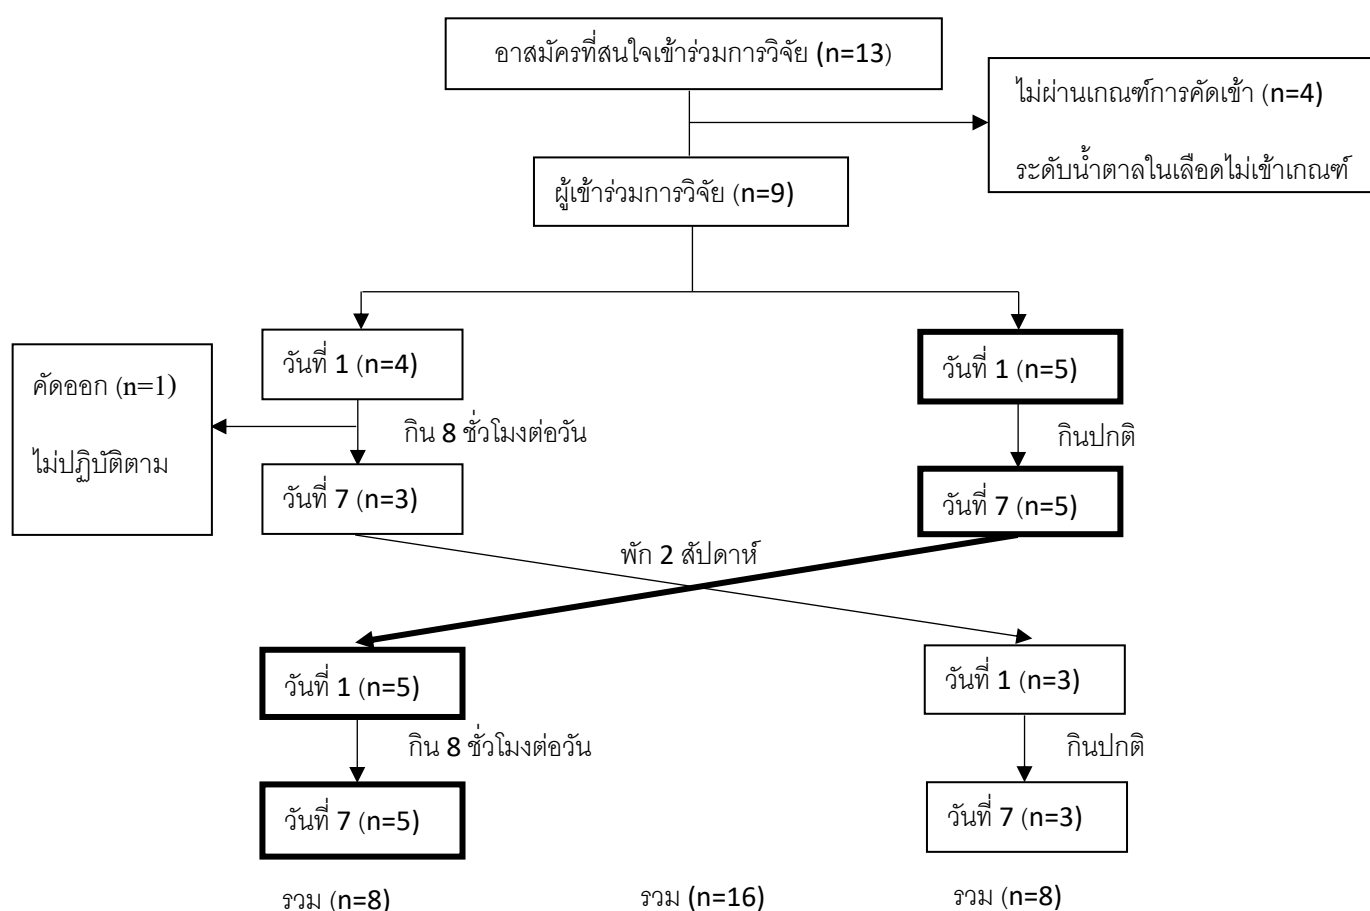 อาสมัครที่สนใจเข้าร่วมการวิจัย (n=13)
ไม่ผ่านเกณฑ์การคัดเข้า (n=4)
ระดับน้ำตาลในเลือดไม่เข้าเกณฑ์
ผู้เข้าร่วมการวิจัย (n=9)
วันที่ 1 (n=4)
วันที่ 1 (n=5)
คัดออก (n=1)
ไม่ปฏิบัติตาม
กิน 8 ชั่วโมงต่อวัน
กินปกติ
วันที่ 7 (n=3)
วันที่ 7 (n=5)
พัก 2 สัปดาห์
วันที่ 1 (n=5)
วันที่ 1 (n=3)
กิน 8 ชั่วโมงต่อวัน
กินปกติ
วันที่ 7 (n=5)
วันที่ 7 (n=3)
รวม (n=8)
รวม (n=16)
รวม (n=8)